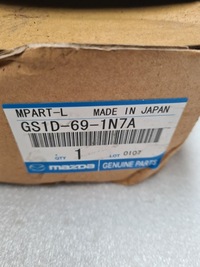 MPART-L MADE IN JAPAN
GS1D-69-1N7A
QTY 1 LOT 0107
mazda GENUINE PARTS